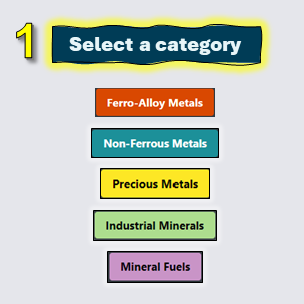 1 Select a category
Ferro-Alloy Metals
Non-Ferrous Metals
Precious Metals
Industrial Minerals
Mineral Fuels